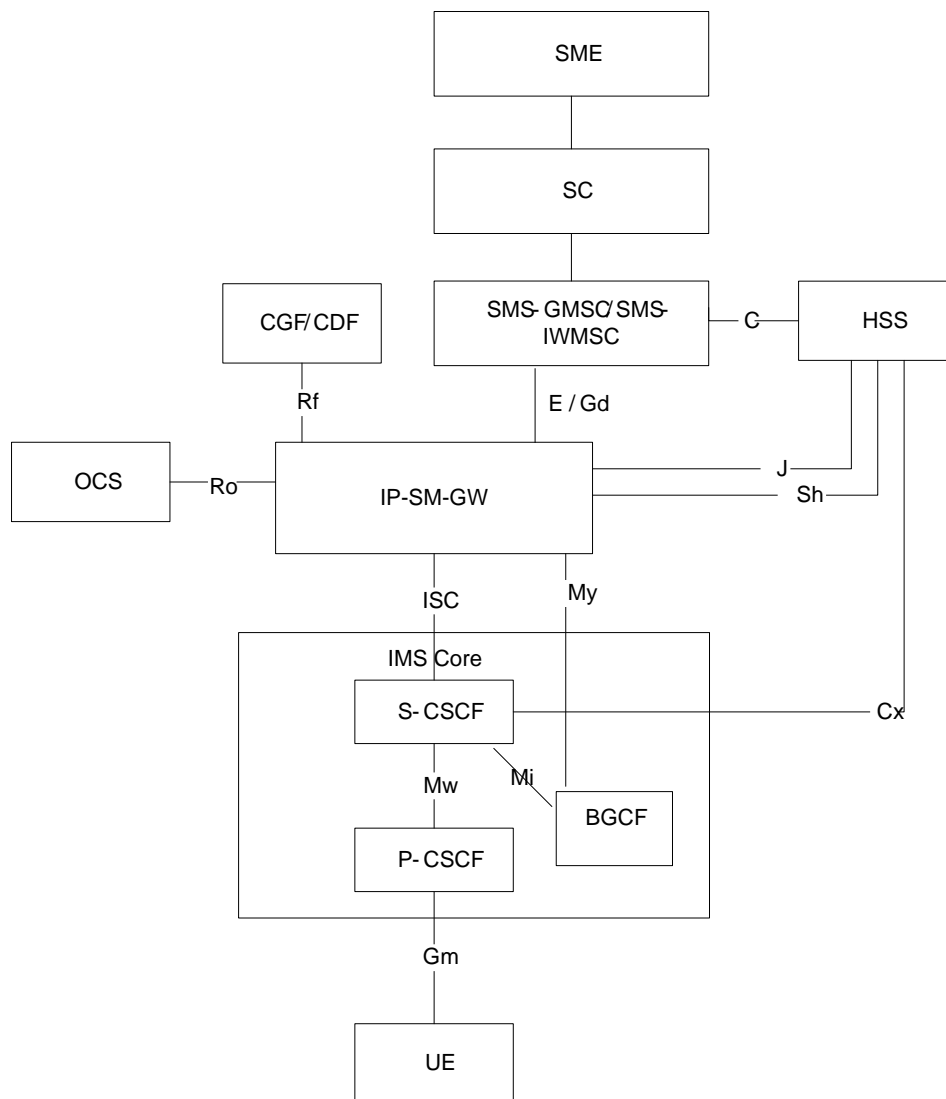 SME
SC
SMS-GMSC/SMS-
IWMSC
C
HSS
CGF/CDF
Rf
E / Gd
OCS
Ro
IP-SM-GW
J
Sh
ISC
My
IMS Core
S-CSCF
Cx
Mw
Mi
BGCF
P-CSCF
Gm
UE